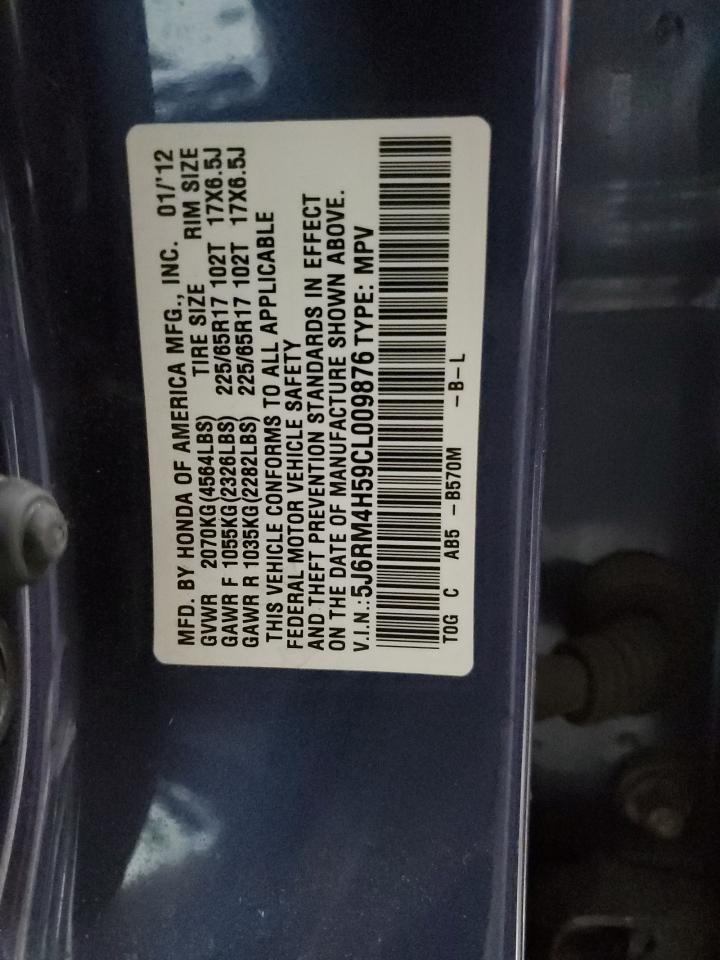 MFD. BY HONDA OF AMERICA MFG., INC. 01/'12
GVWR 2070KG(4564LBS) TIRE SIZE RIM SIZE
GAWR F 1055KG(2326LBS) 225/65R17 102T 17X6.5J
GAWR R 1035KG(2282LBS) 225/65R17 102T 17X6.5J
THIS VEHICLE CONFORMS TO ALL APPLICABLE
FEDERAL MOTOR VEHICLE SAFETY
AND THEFT PREVENTION STANDARDS IN EFFECT
ON THE DATE OF MANUFACTURE SHOWN ABOVE.
V.I.N.:5J6RM4H59CL009876 TYPE: MPV
TOG C AB5 -B570M -B-L